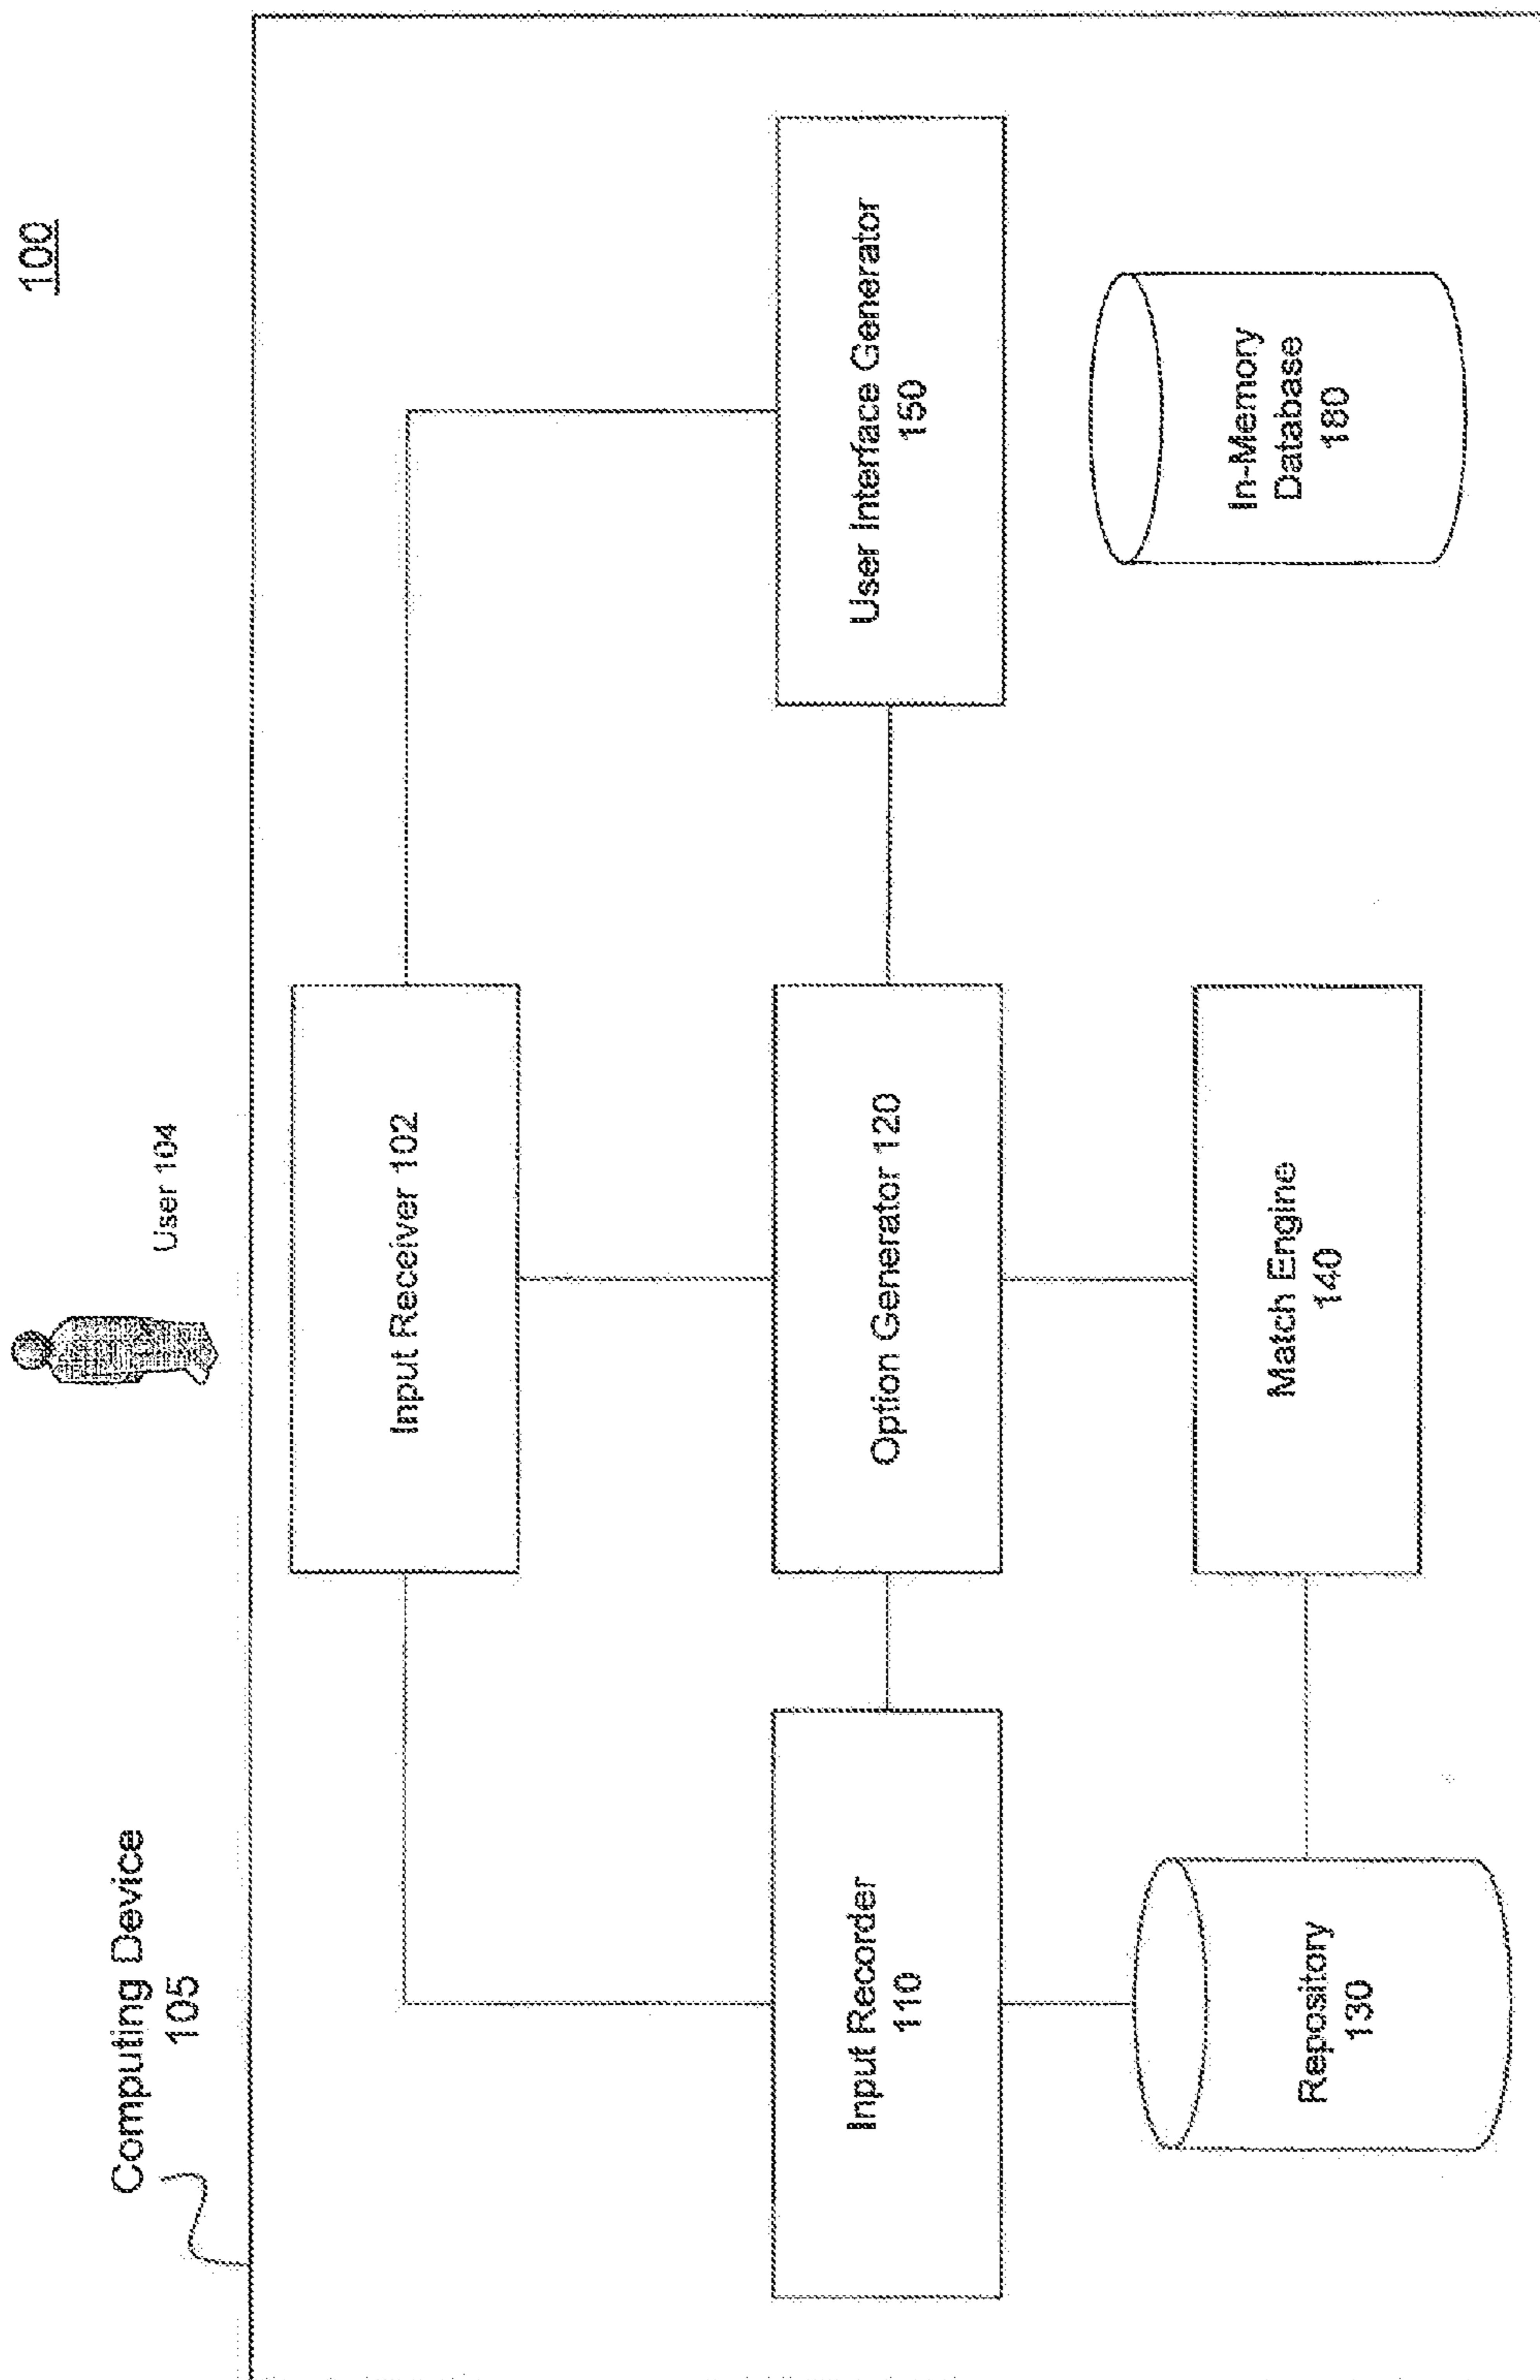 100
User 104
Computing Device
105
Input Receiver 102
Input Recorder
110
Option Generator 120
User Interface Generator
150
Repository
130
Match Engine
140
In-Memory
Database
180